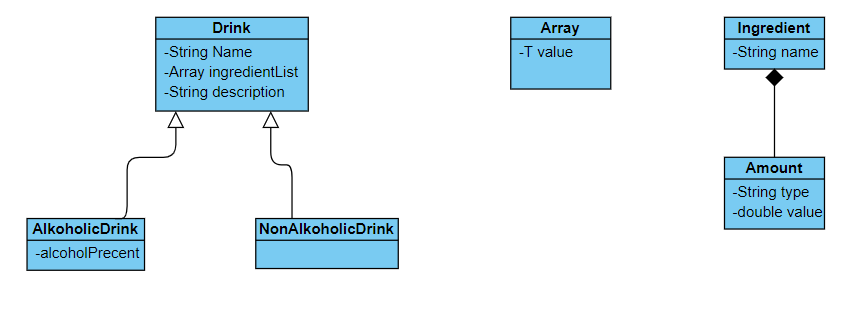 Drink
-String Name
-Array ingredientList
-String description
Array
-T value
Ingredient
-String name
Amount
-String type
-double value
AlkoholicDrink
-alcoholPrecent
NonAlkoholicDrink